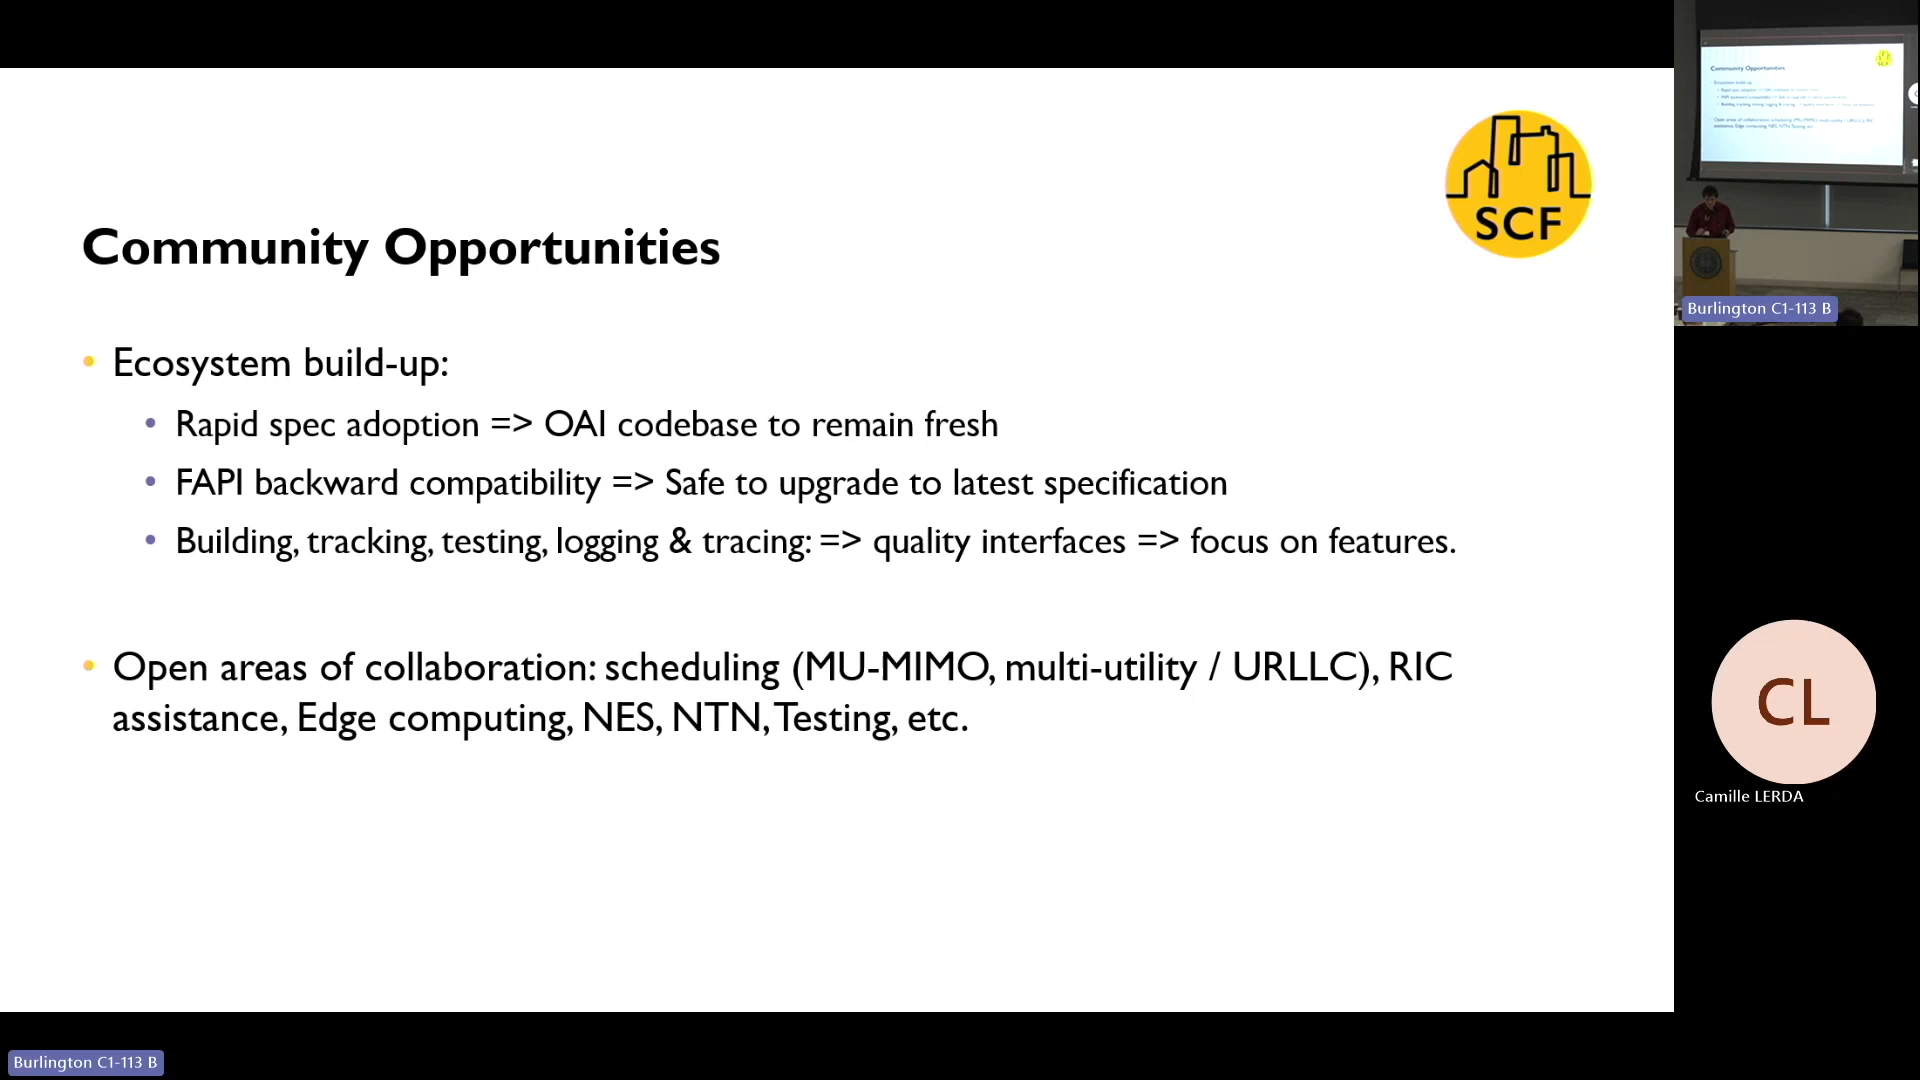 Community Opportunities
SCF
• Ecosystem build-up:
• Rapid spec adoption => OAI codebase to remain fresh
• FAPI backward compatibility => Safe to upgrade to latest specification
• Building, tracking, testing, logging & tracing: => quality interfaces => focus on features.
• Open areas of collaboration: scheduling (MU-MIMO, multi-utility / URLLC), RIC
assistance, Edge computing, NES, NTN, Testing, etc.
Community Opportunities
SCF
Burlington C1-113 B
CL
Camille LERDA
Burlington C1-113 B